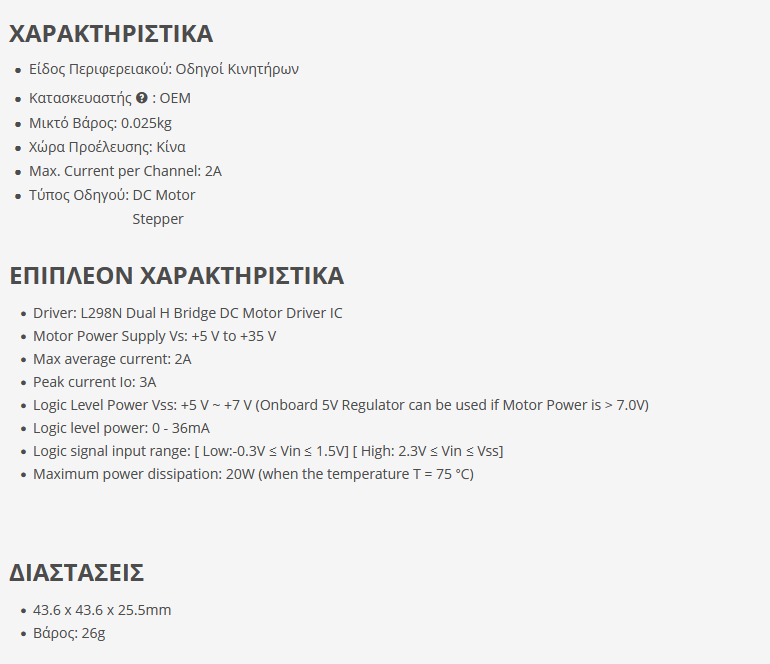 ΧΑΡΑΚΤΗΡΙΣΤΙΚΑ
• Είδος Περιφερειακού: Οδηγοί Κινητήρων
• Κατασκευαστής ? : OEM
• Μικτό Βάρος: 0.025kg
• Χώρα Προέλευσης: Κίνα
• Max. Current per Channel: 2A
• Τύπος Οδηγού: DC Motor
Stepper
ΕΠΙΠΛΕΟΝ ΧΑΡΑΚΤΗΡΙΣΤΙΚΑ
• Driver: L298N Dual H Bridge DC Motor Driver IC
• Motor Power Supply Vs: +5 V to +35 V
• Max average current: 2A
• Peak current Io: 3A
• Logic Level Power Vss: +5 V ~ +7 V (Onboard 5V Regulator can be used if Motor Power is > 7.0V)
• Logic level power: 0 - 36mA
• Logic signal input range: [ Low:-0.3V ≤ Vin ≤ 1.5V] [ High: 2.3V ≤ Vin ≤ Vss]
• Maximum power dissipation: 20W (when the temperature T = 75 °C)
ΔΙΑΣΤΑΣΕΙΣ
• 43.6 x 43.6 x 25.5mm
• Βάρος: 26g